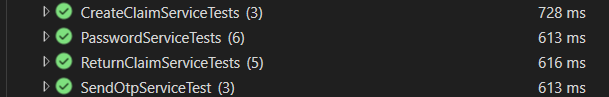 CreateClaimServiceTests (3) 728 ms
PasswordServiceTests (6) 613 ms
ReturnClaimServiceTests (5) 616 ms
SendOtpServiceTest (3) 613 ms